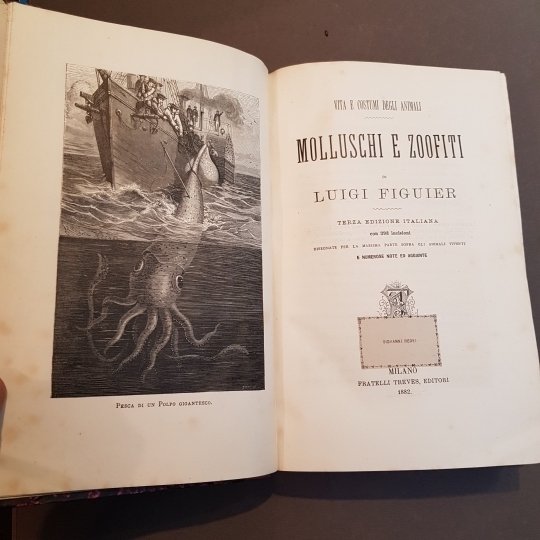 PESCA DI UN POLPO GIGANTESCO.
VITA E COSTUMI DEGLI ANIMALI
MOLLUSCHI E ZOOFITI
DI
LUIGI FIGUIER
TERZA EDIZIONE ITALIANA
con 293 incisioni
DISEGNATE PER LA MASSIMA PARTE SOPRA GLI ANIMALI VIVENTI
E NUMEROSE NOTE ED AGGIUNTE
GIOVANNI
MILANO
FRATELLI TREVES, EDITORI
1882.